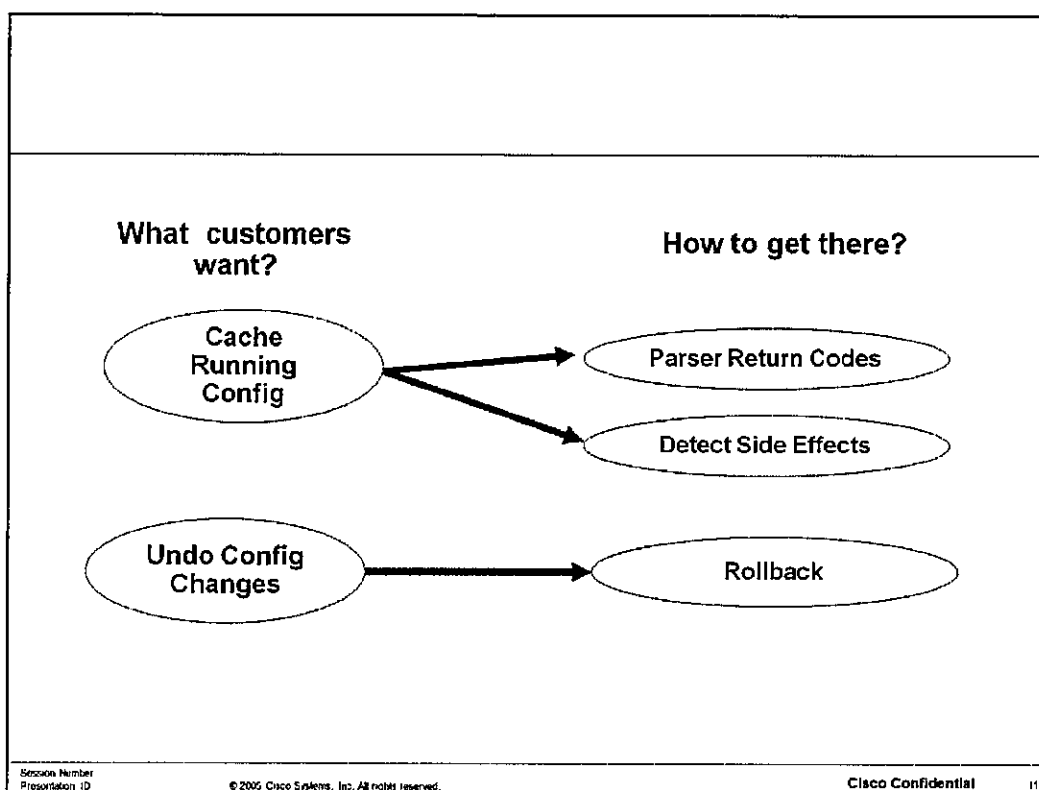 What customers
want?
How to get there?
Cache
Running
Config
Parser Return Codes
Detect Side Effects
Undo Config
Changes
Rollback
Session Number
Presentation ID
© 2005 Cisco Systems, Inc. All rights reserved.
Cisco Confidential